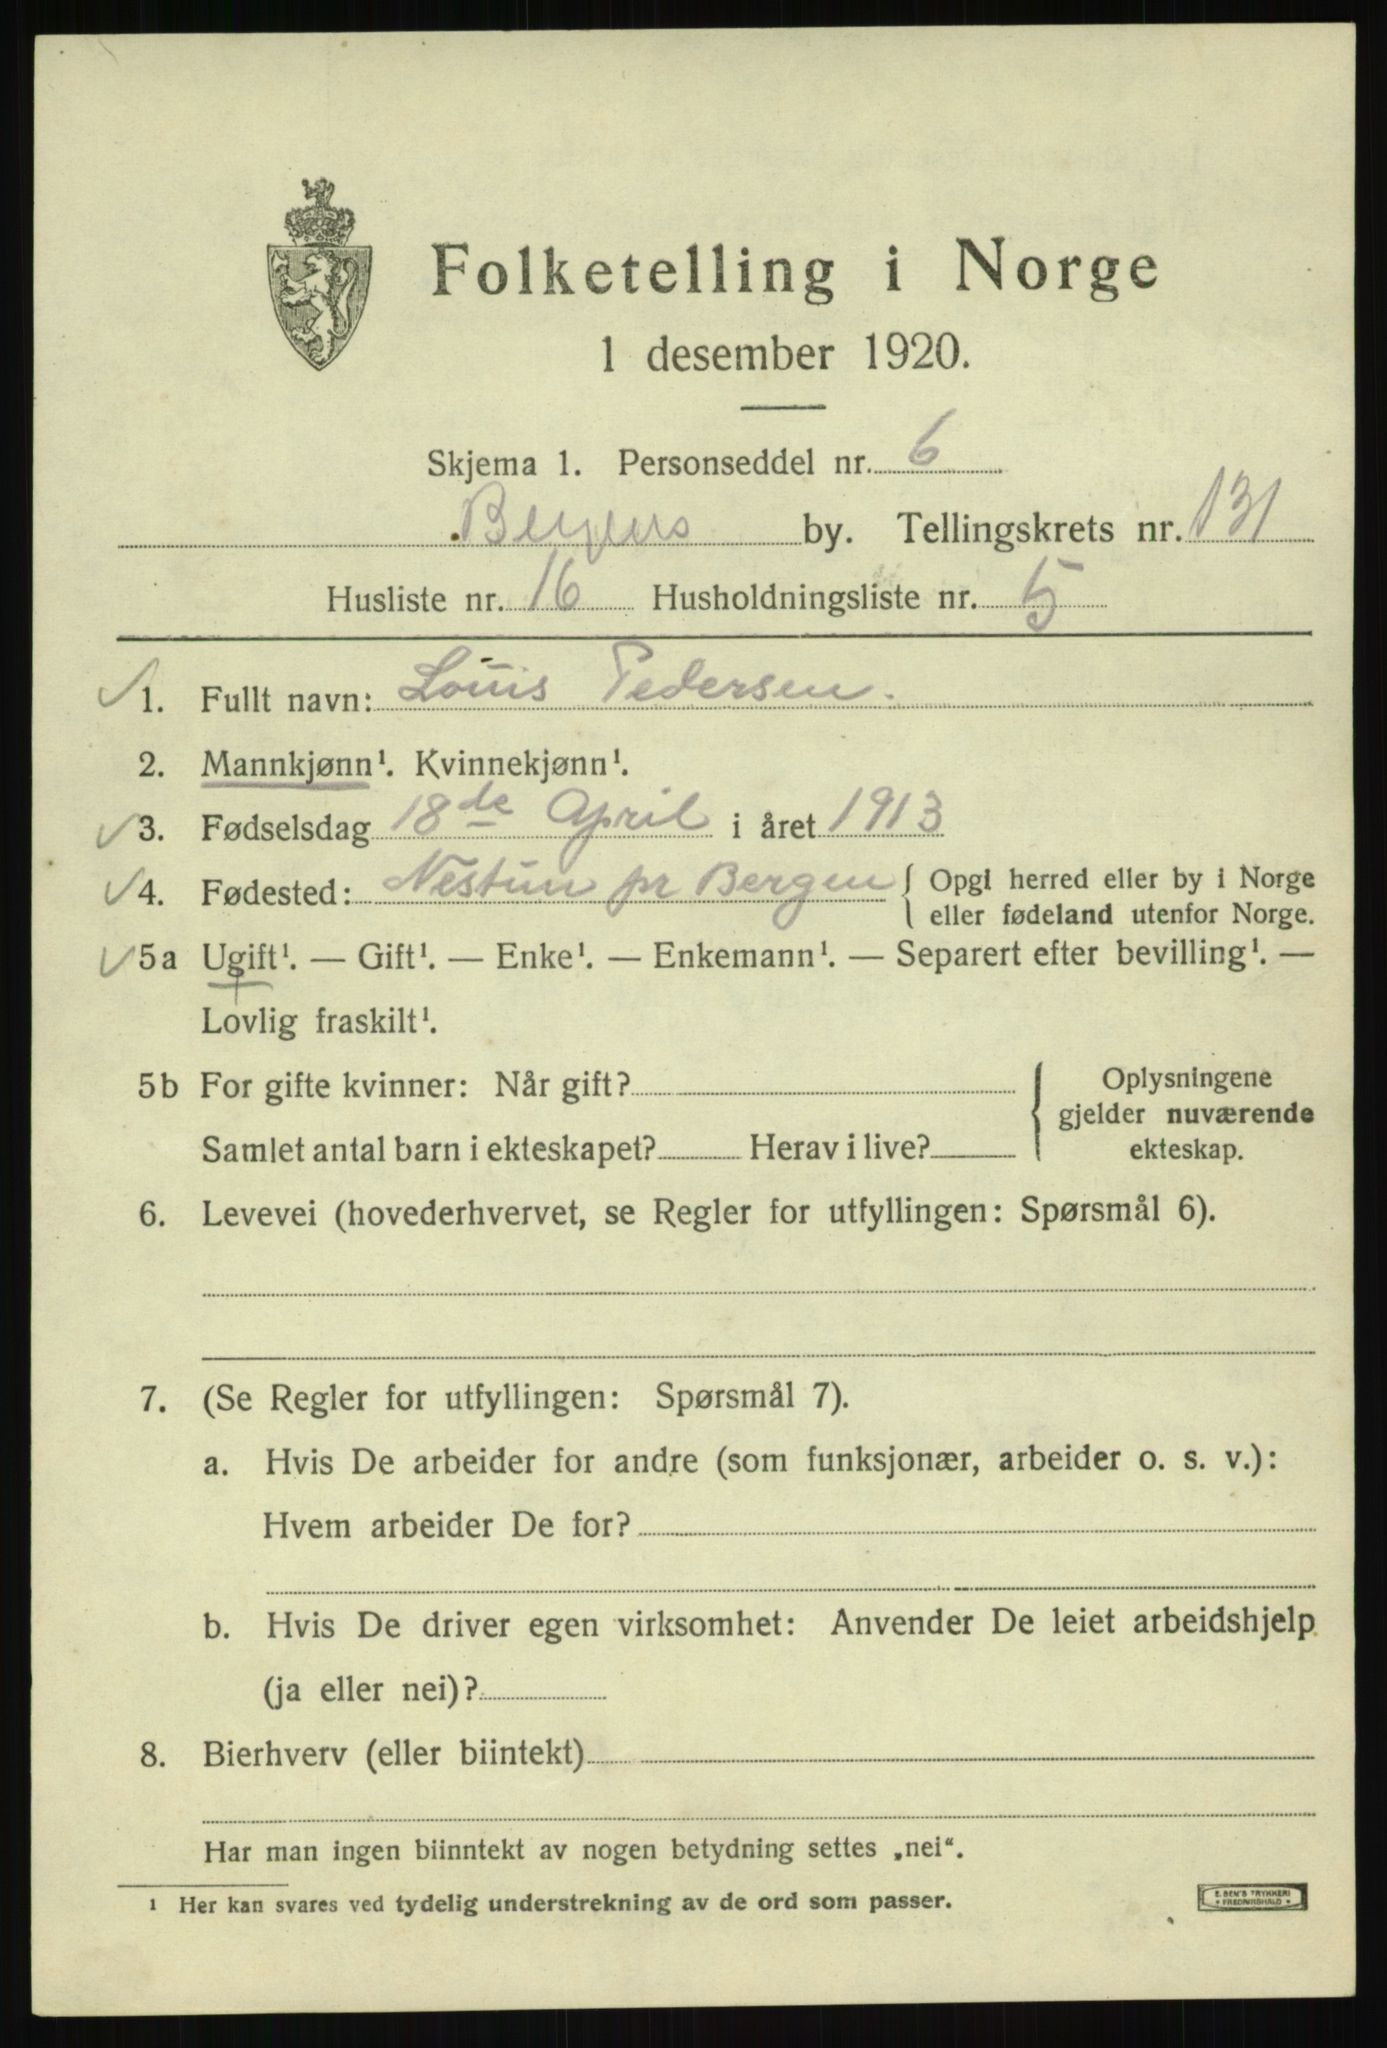 Folketelling i Norge
1 desember 1920.
Skjema 1. Personseddel nr. 6
Bergens by. Tellingskrets nr. 131
Husliste nr. 16 Husholdningsliste nr. 5
1. Fullt navn: Louis Pedersen.
2. Mannkjønn¹. Kvinnekjønn¹.
3. Fødselsdag 18de April i året 1913
4. Fødested: Nestun pr Bergen { Opgi herred eller by i Norge
eller fødeland utenfor Norge.
5a Ugift¹. — Gift¹. — Enke¹. — Enkemann¹. — Separert efter bevilling¹. —
Lovlig fraskilt¹.
5b For gifte kvinner: Når gift? { Oplysningene
gjelder nuværende
Samlet antal barn i ekteskapet? Herav i live? ekteskap.
6. Levevei (hovederhvervet, se Regler for utfyllingen: Spørsmål 6).
7. (Se Regler for utfyllingen: Spørsmål 7).
a. Hvis De arbeider for andre (som funksjonær, arbeider o. s. v.):
Hvem arbeider De for?
b. Hvis De driver egen virksomhet: Anvender De leiet arbeidshjelp
(ja eller nei)?
8. Bierhverv (eller biintekt)
Har man ingen biinntekt av nogen betydning settes „nei“.
¹ Her kan svares ved tydelig understrekning av de ord som passer.
E. SEM'S TRYKKERI
• FREDRIKSHALD •